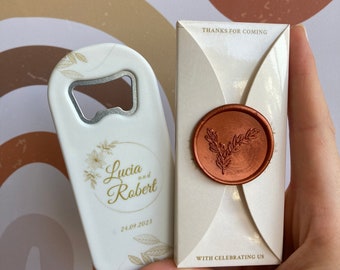 THANKS FOR COMING
Lucia
and
Robert
24.09.2023
WITH CELEBRATING US